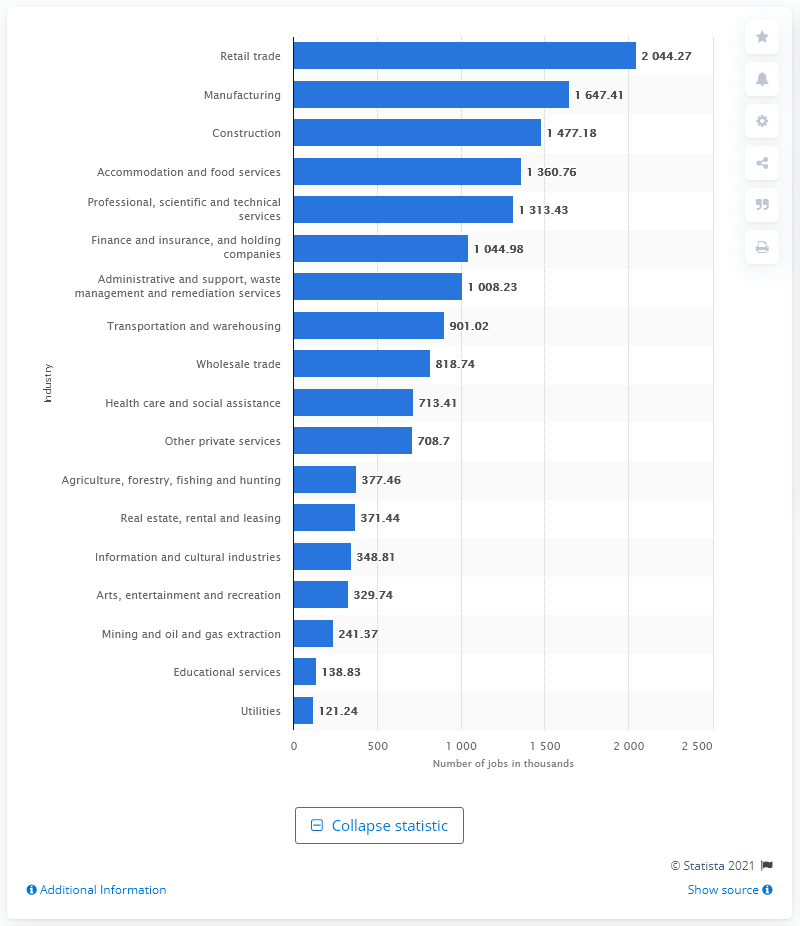 Retail trade 2 044.27
Manufacturing 1 647.41
Construction 1 477.18
Accommodation and food services 1 360.76
Professional, scientific and technical
services 1 313.43
Finance and insurance, and holding
companies 1 044.98
Administrative and support, waste
management and remediation services 1 008.23
Transportation and warehousing 901.02
Wholesale trade 818.74
Industry
Health care and social assistance 713.41
Other private services 708.7
Agriculture, forestry, fishing and hunting 377.46
Real estate, rental and leasing 371.44
Information and cultural industries 348.81
Arts, entertainment and recreation 329.74
Mining and oil and gas extraction 241.37
Educational services 138.83
Utilities 121.24
0 500 1 000 1 500 2 000 2 500
Number of jobs in thousands
Collapse statistic
© Statista 2021
Additional Information
Show source